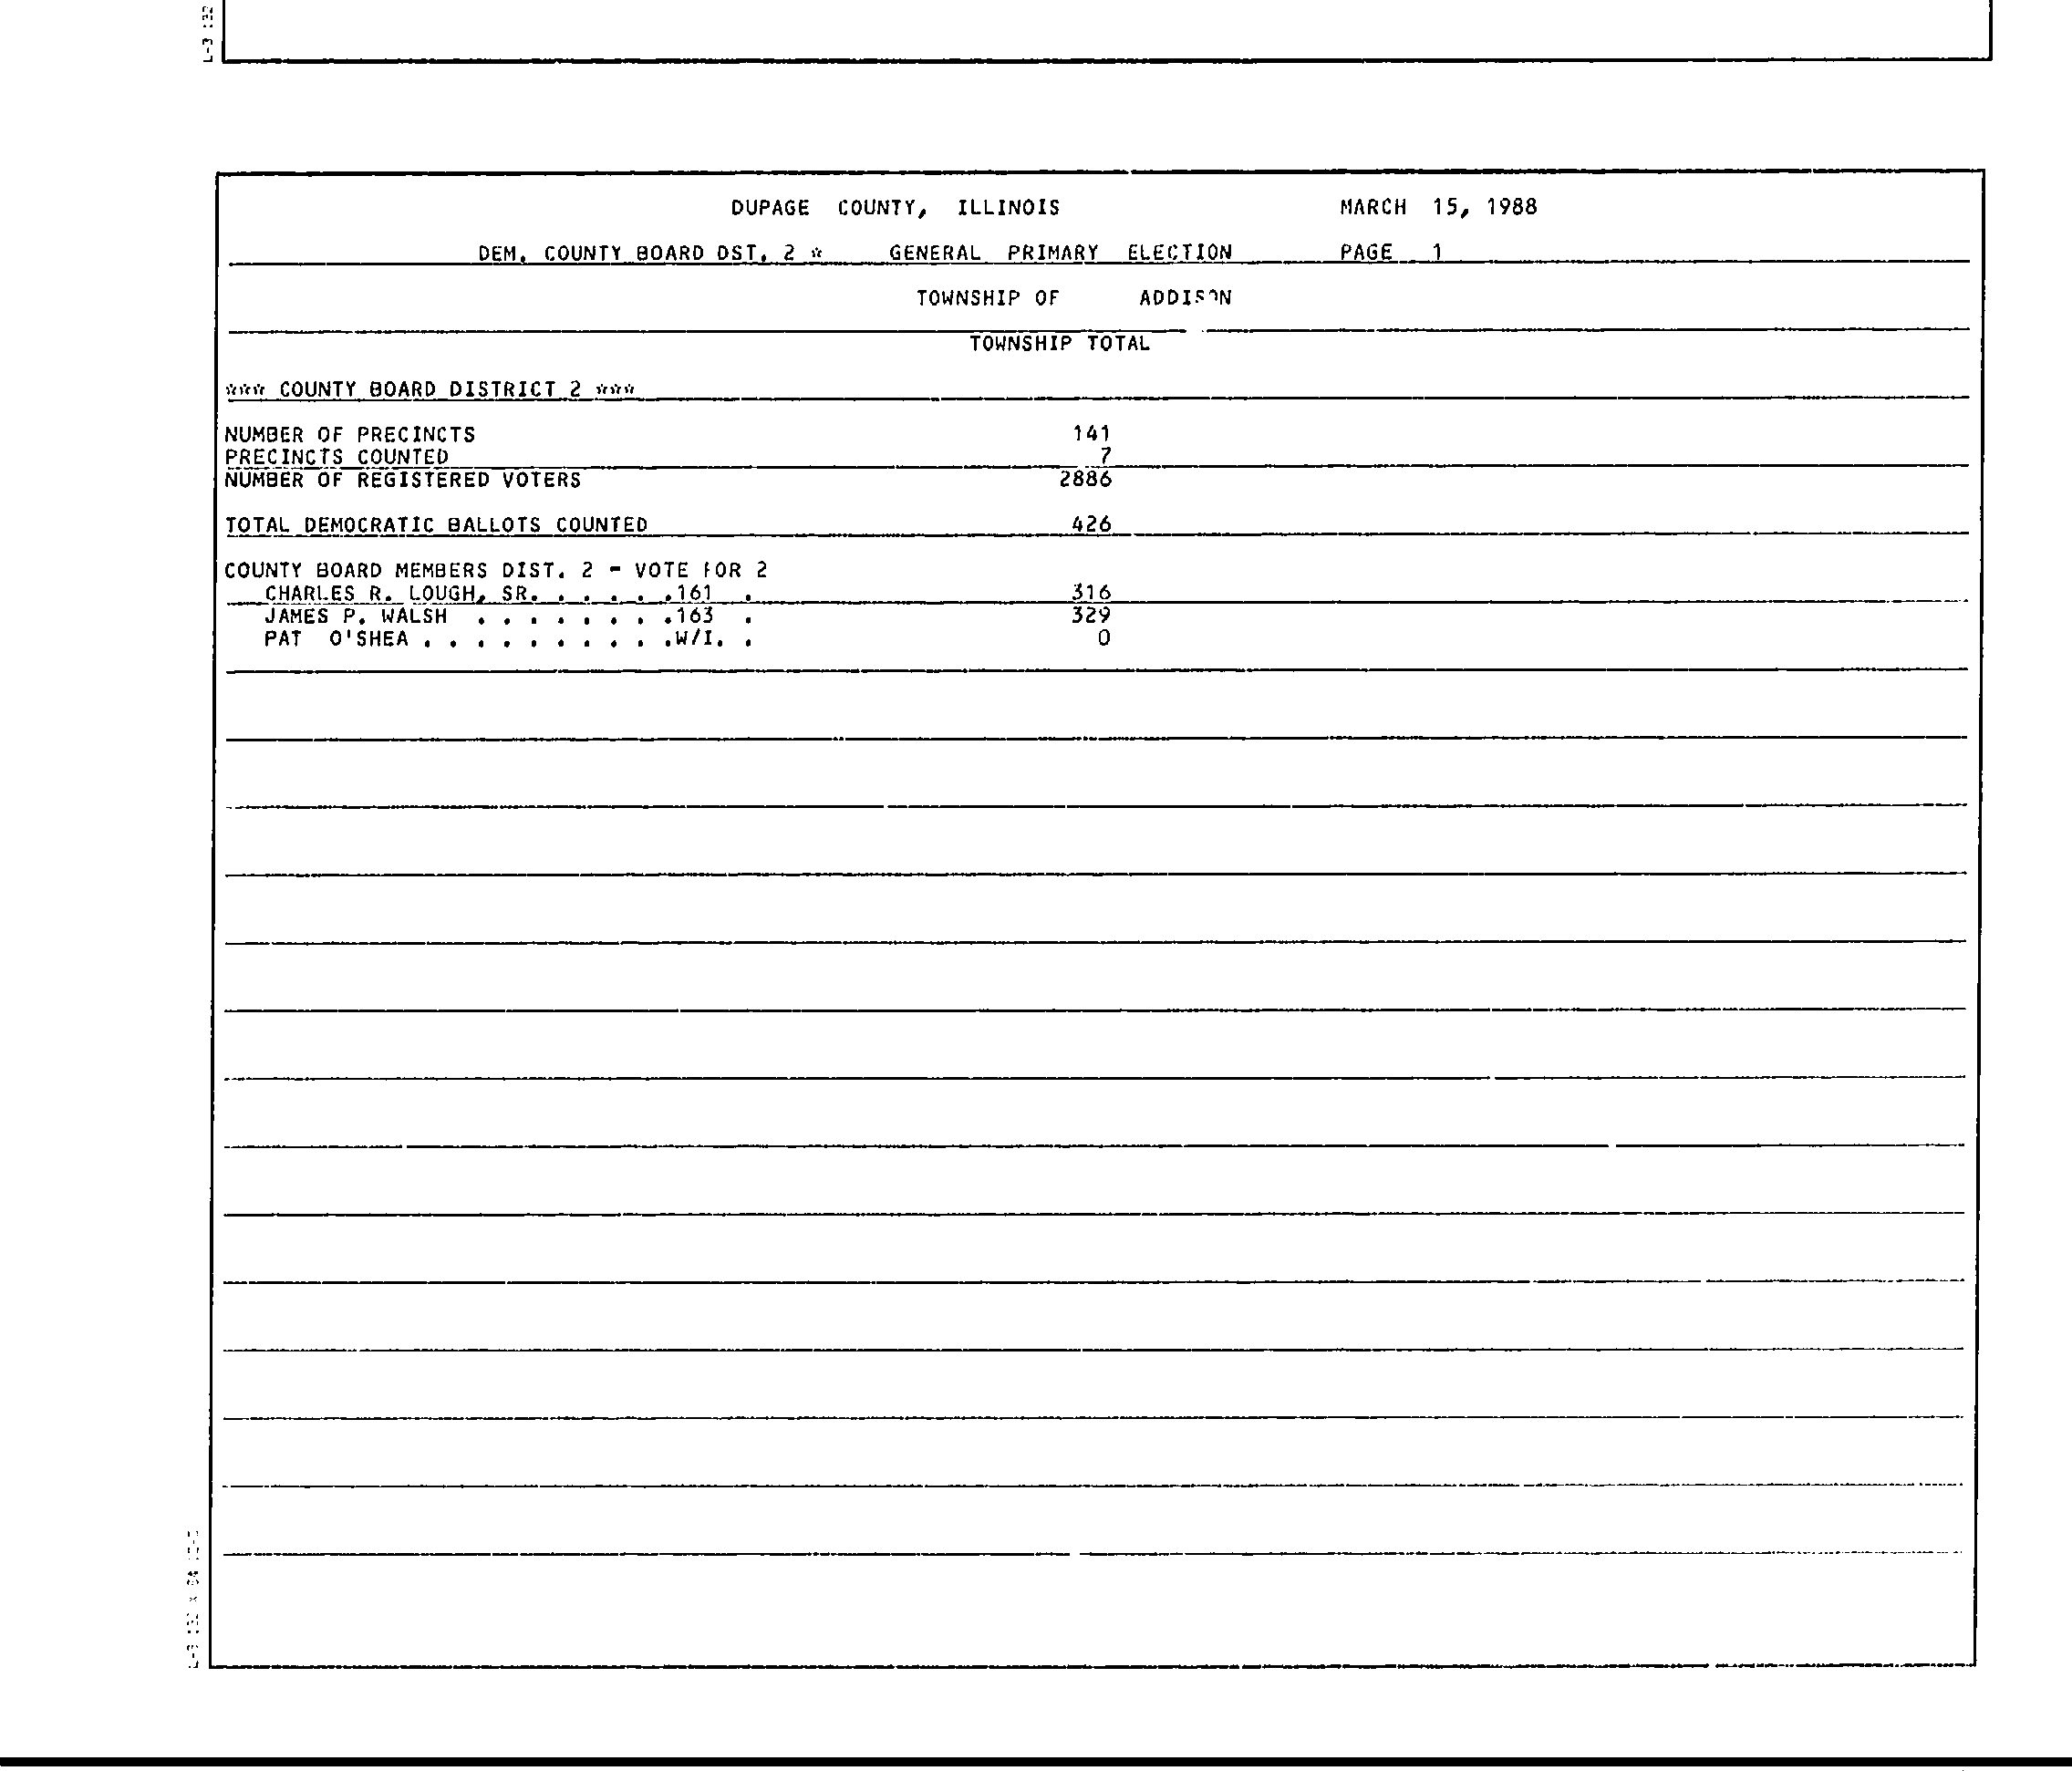 L-3 132
DUPAGE COUNTY, ILLINOIS MARCH 15, 1988
DEM. COUNTY BOARD DST. 2 * GENERAL PRIMARY ELECTION PAGE 1
TOWNSHIP OF ADDISON
TOWNSHIP TOTAL
*** COUNTY BOARD DISTRICT 2 ***
NUMBER OF PRECINCTS 141
PRECINCTS COUNTED 7
NUMBER OF REGISTERED VOTERS 2886
TOTAL DEMOCRATIC BALLOTS COUNTED 426
COUNTY BOARD MEMBERS DIST. 2 - VOTE FOR 2
CHARLES R. LOUGH, SR. . . . . .161 . 316
JAMES P. WALSH . . . . . . . .163 . 329
PAT O'SHEA . . . . . . . . . .W/I. . 0